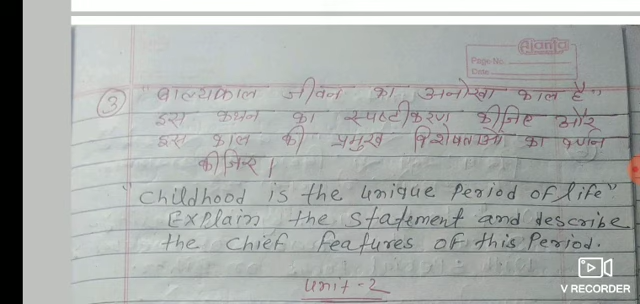 Ajanta
Page No.
Date
③ "बाल्यकाल जीवन का अनोखा काल है"
इस कथन का स्पष्टीकरण कीजिए और
इस काल की प्रमुख विशेषताओं का वर्णन
कीजिए।
"Childhood is the unique Period of life"
Explain the statement and describe
the chief features of this Period.
Unit-2
V RECORDER